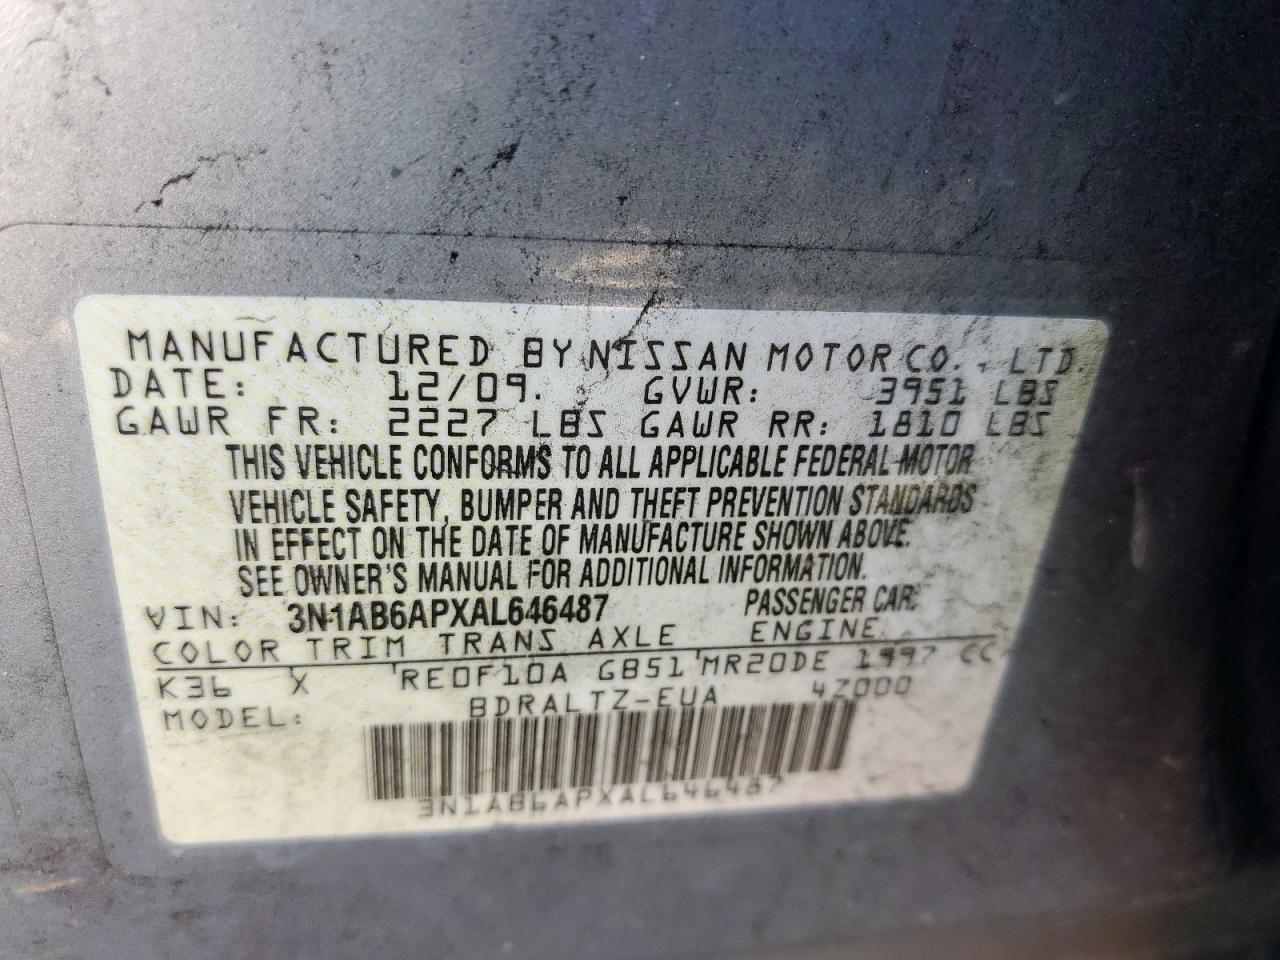 MANUFACTURED BY NISSAN MOTOR CO., LTD.
DATE: 12/09. GVWR: 3951 LBS
GAWR FR: 2227 LBS GAWR RR: 1810 LBS
THIS VEHICLE CONFORMS TO ALL APPLICABLE FEDERAL MOTOR
VEHICLE SAFETY, BUMPER AND THEFT PREVENTION STANDARDS
IN EFFECT ON THE DATE OF MANUFACTURE SHOWN ABOVE.
SEE OWNER'S MANUAL FOR ADDITIONAL INFORMATION.
VIN: 3N1AB6APXAL646487 PASSENGER CAR
COLOR TRIM TRANS AXLE ENGINE
K36 X RE0F10A GB51 MR20DE 1997 CC
MODEL: BDRALTZ-EUA 4Z000
3N1AB6APXAL646487